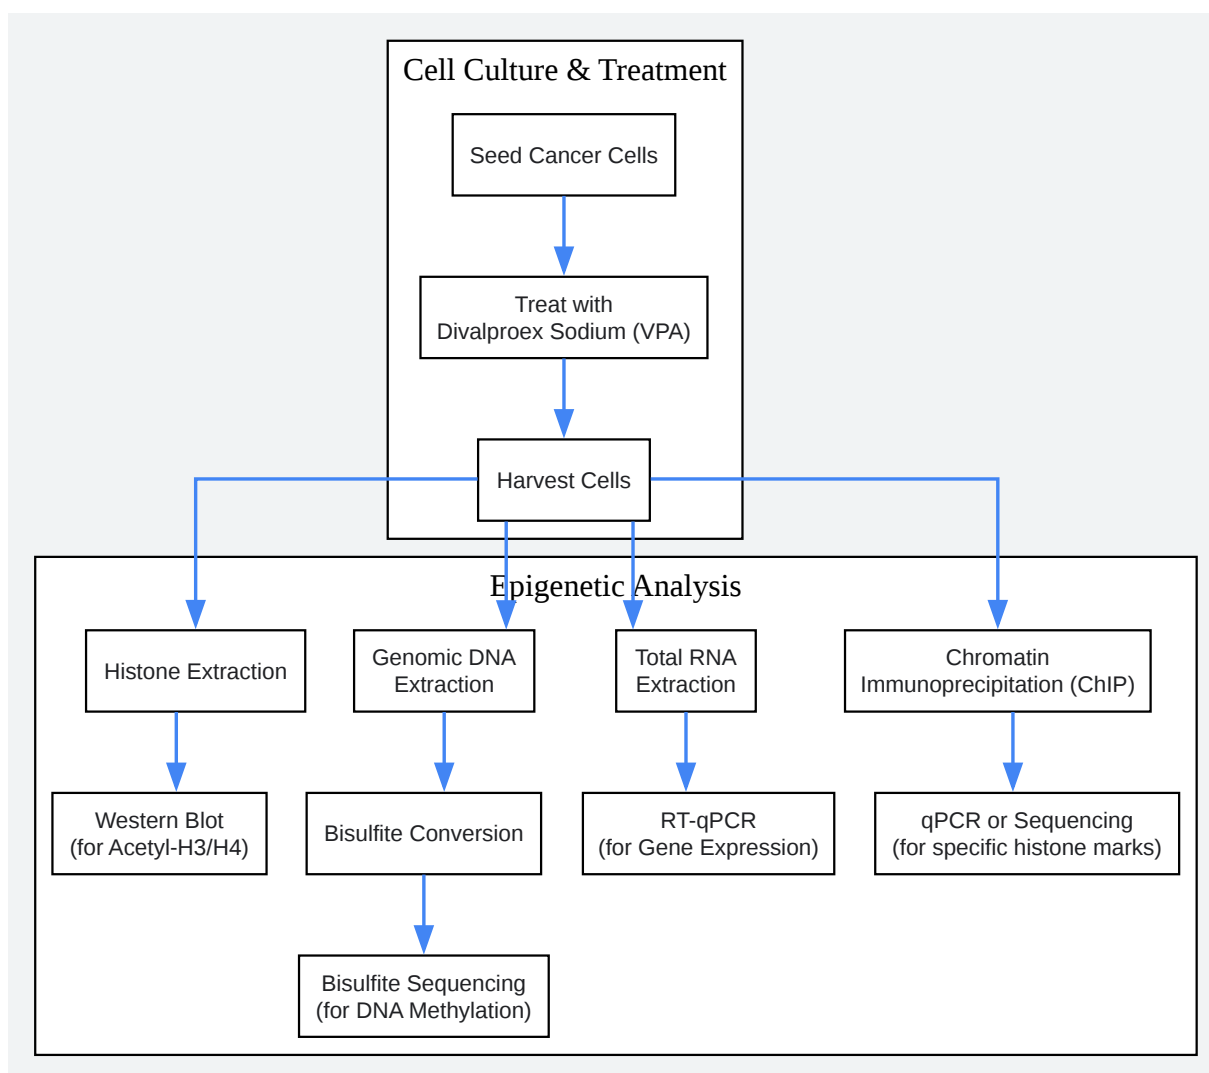 Cell Culture & Treatment
Seed Cancer Cells
Treat with
Divalproex Sodium (VPA)
Harvest Cells
Epigenetic Analysis
Histone Extraction
Genomic DNA
Extraction
Total RNA
Extraction
Chromatin
Immunoprecipitation (ChIP)
Western Blot
(for Acetyl-H3/H4)
Bisulfite Conversion
RT-qPCR
(for Gene Expression)
qPCR or Sequencing
(for specific histone marks)
Bisulfite Sequencing
(for DNA Methylation)